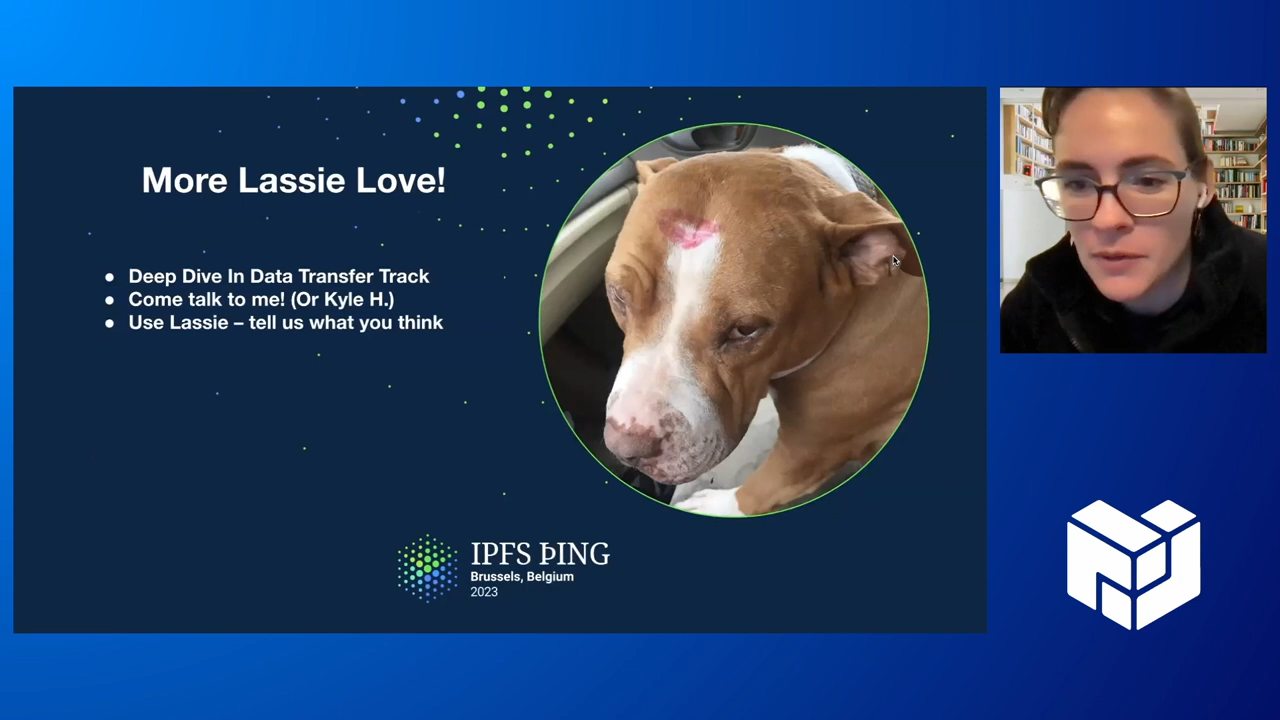 More Lassie Love!
● Deep Dive In Data Transfer Track
● Come talk to me! (Or Kyle H.)
● Use Lassie – tell us what you think
IPFS ÞING
Brussels, Belgium
2023